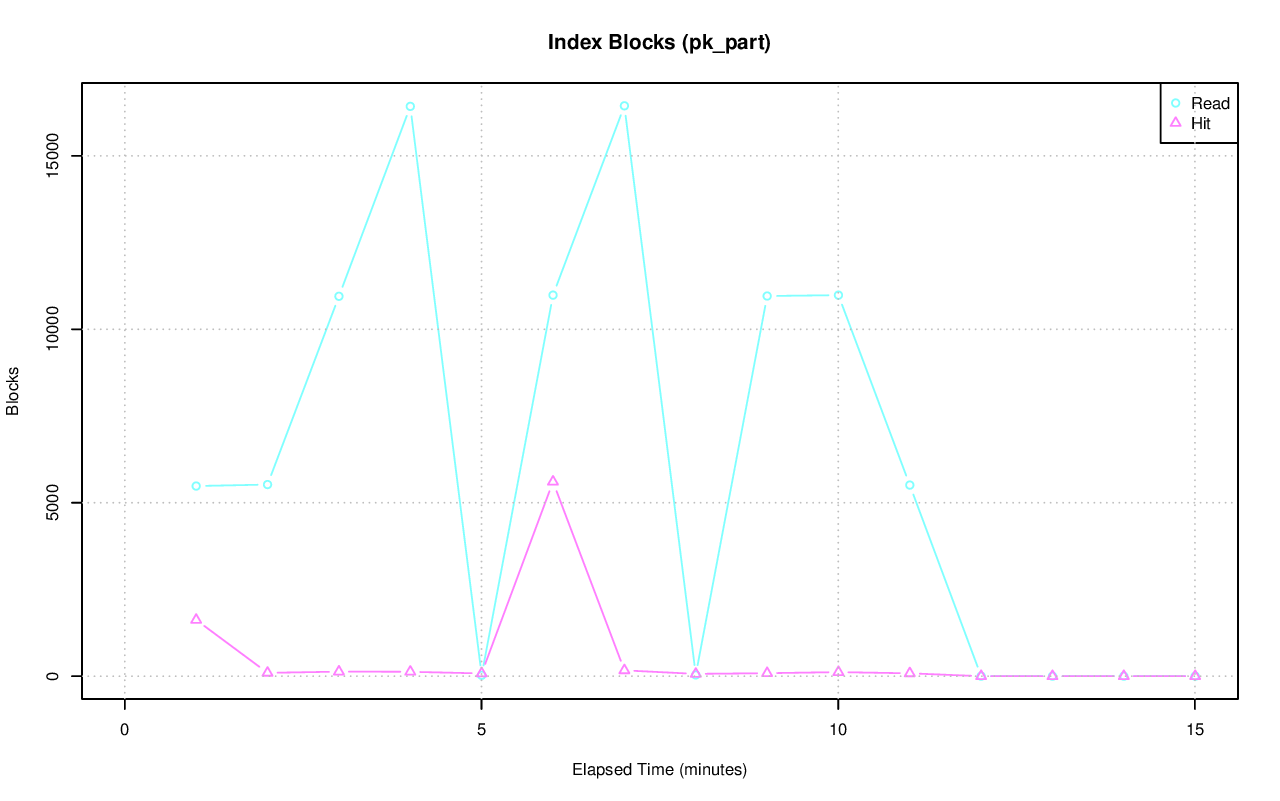 Index Blocks (pk_part)
Read
Hit
15000
10000
5000
0
Blocks
0 5 10 15
Elapsed Time (minutes)